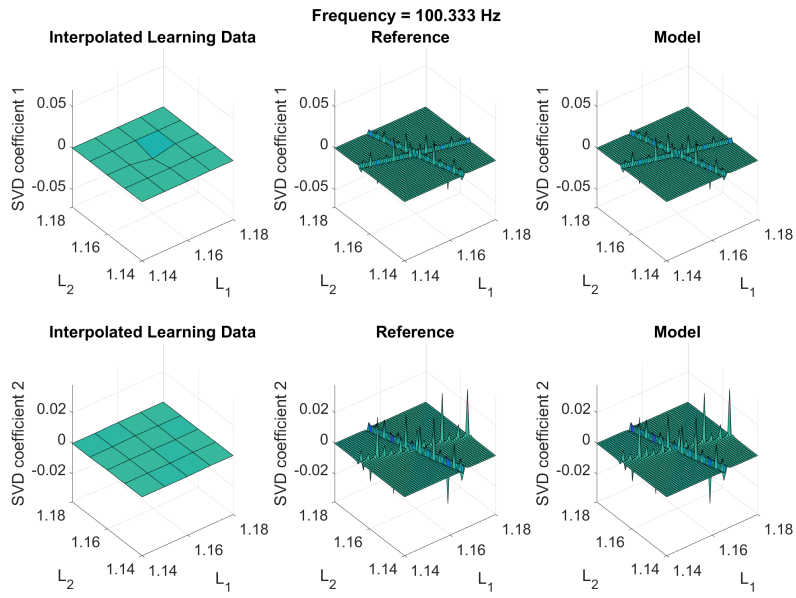 Frequency = 100.333 Hz
Interpolated Learning Data
Reference
Model
SVD coefficient 1
0.05
0
-0.05
1.18
1.16
1.14
L2
1.14
1.16
1.18
L1
SVD coefficient 1
0.05
0
-0.05
1.18
1.16
1.14
L2
1.14
1.16
1.18
L1
SVD coefficient 1
0.05
0
-0.05
1.18
1.16
1.14
L2
1.14
1.16
1.18
L1
Interpolated Learning Data
Reference
Model
SVD coefficient 2
0.02
0
-0.02
1.18
1.16
1.14
L2
1.14
1.16
1.18
L1
SVD coefficient 2
0.02
0
-0.02
1.18
1.16
1.14
L2
1.14
1.16
1.18
L1
SVD coefficient 2
0.02
0
-0.02
1.18
1.16
1.14
L2
1.14
1.16
1.18
L1